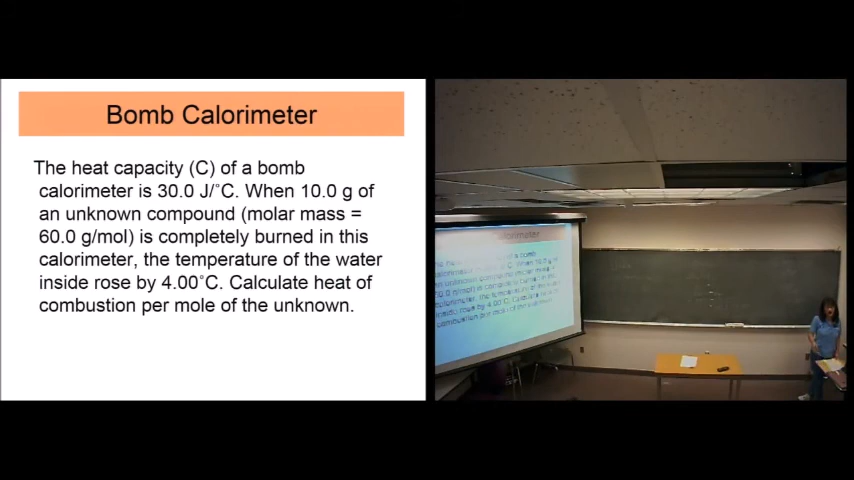 Bomb Calorimeter
The heat capacity (C) of a bomb
calorimeter is 30.0 J/˚C. When 10.0 g of
an unknown compound (molar mass =
60.0 g/mol) is completely burned in this
calorimeter, the temperature of the water
inside rose by 4.00˚C. Calculate heat of
combustion per mole of the unknown.